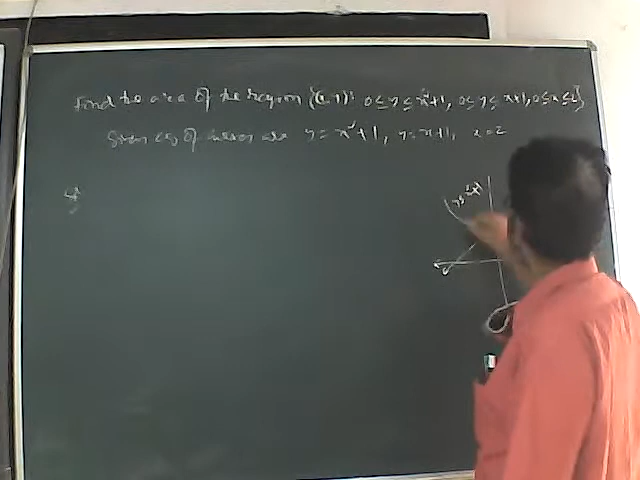 Find the area of the region {(x,y): 0 ≤ y ≤ x²+1, 0 ≤ y ≤ x+1, 0 ≤ x ≤ 2}
Given eqs of curves are y = x²+1, y = x+1, x = 2